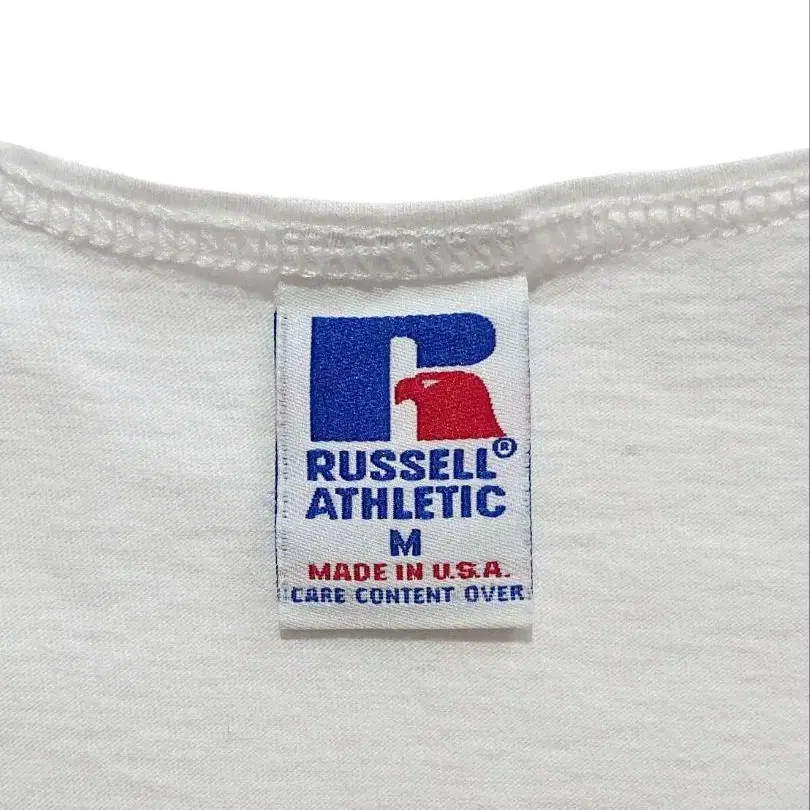 RUSSELL®
ATHLETIC
M
MADE IN U.S.A.
CARE CONTENT OVER